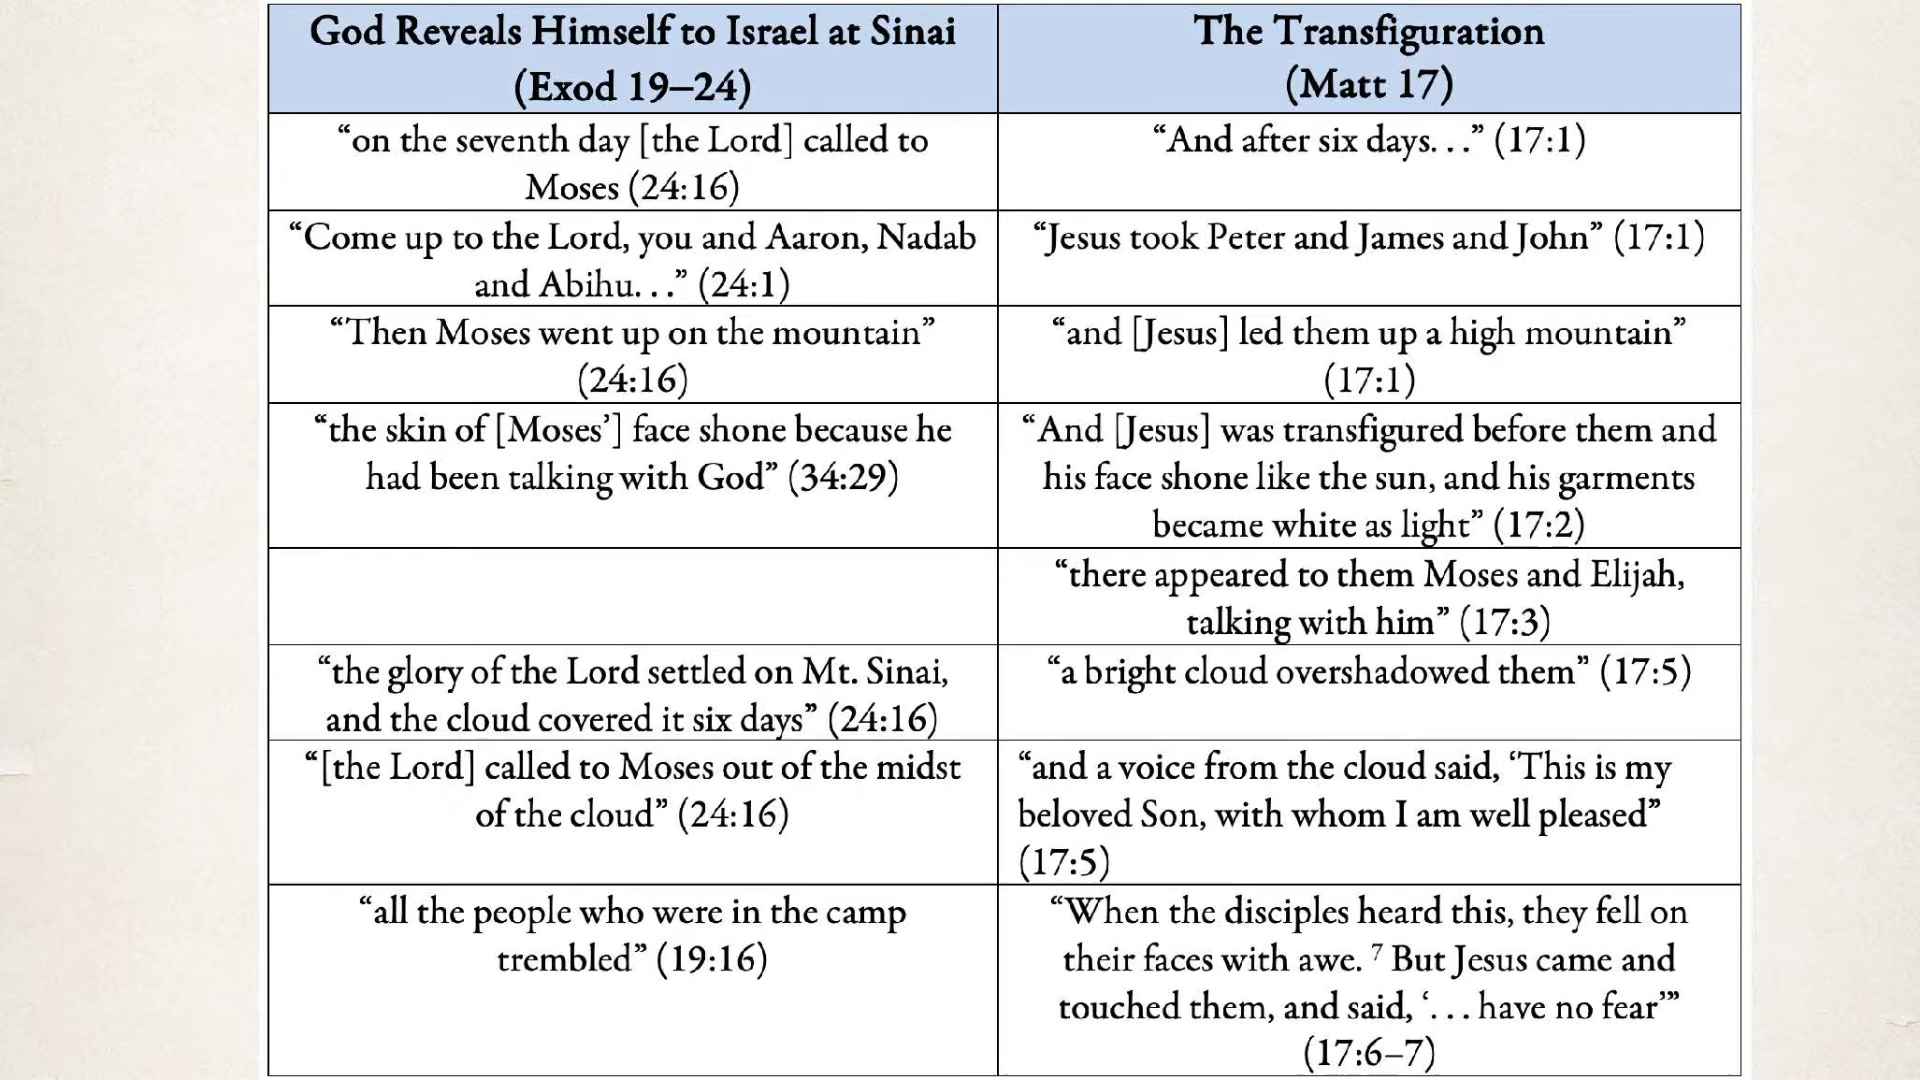 God Reveals Himself to Israel at Sinai
(Exod 19–24)
The Transfiguration
(Matt 17)
“on the seventh day [the Lord] called to
Moses (24:16)
“And after six days. . .” (17:1)
“Come up to the Lord, you and Aaron, Nadab
and Abihu. . .” (24:1)
“Jesus took Peter and James and John” (17:1)
“Then Moses went up on the mountain”
(24:16)
“and [Jesus] led them up a high mountain”
(17:1)
“the skin of [Moses’] face shone because he
had been talking with God” (34:29)
“And [Jesus] was transfigured before them and
his face shone like the sun, and his garments
became white as light” (17:2)
“there appeared to them Moses and Elijah,
talking with him” (17:3)
“the glory of the Lord settled on Mt. Sinai,
and the cloud covered it six days” (24:16)
“a bright cloud overshadowed them” (17:5)
“[the Lord] called to Moses out of the midst
of the cloud” (24:16)
“and a voice from the cloud said, ‘This is my
beloved Son, with whom I am well pleased”
(17:5)
“all the people who were in the camp
trembled” (19:16)
“When the disciples heard this, they fell on
their faces with awe. ⁷ But Jesus came and
touched them, and said, ‘. . . have no fear’”
(17:6–7)